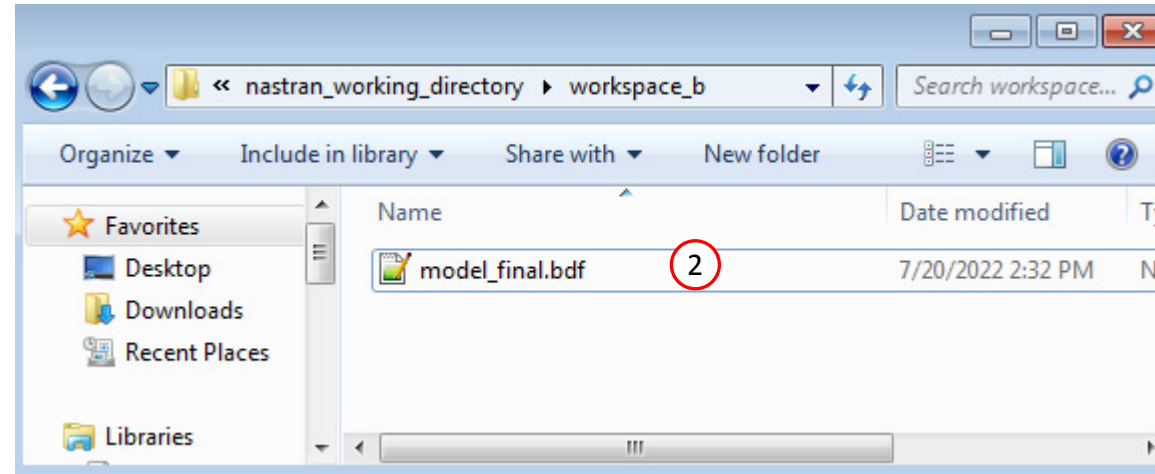 « nastran_working_directory ▸ workspace_b Search workspace...
Organize Include in library Share with New folder
Favorites
Desktop
Downloads
Recent Places
Libraries
Name Date modified
model_final.bdf 2 7/20/2022 2:32 PM N